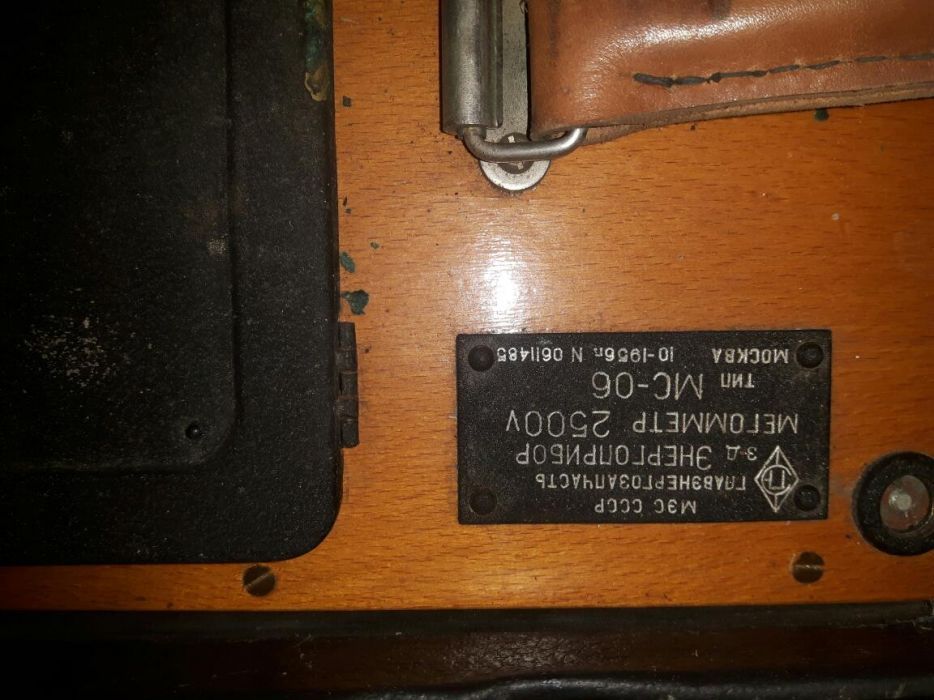 МЭС СССР
ГЛАВЭНЕРГОЗАПЧАСТЬ
З-Д ЭНЕРГОПРИБОР
МЕГОММЕТР 2500V
ТИП МС-06
МОСКВА 10-1956г. N 0611485